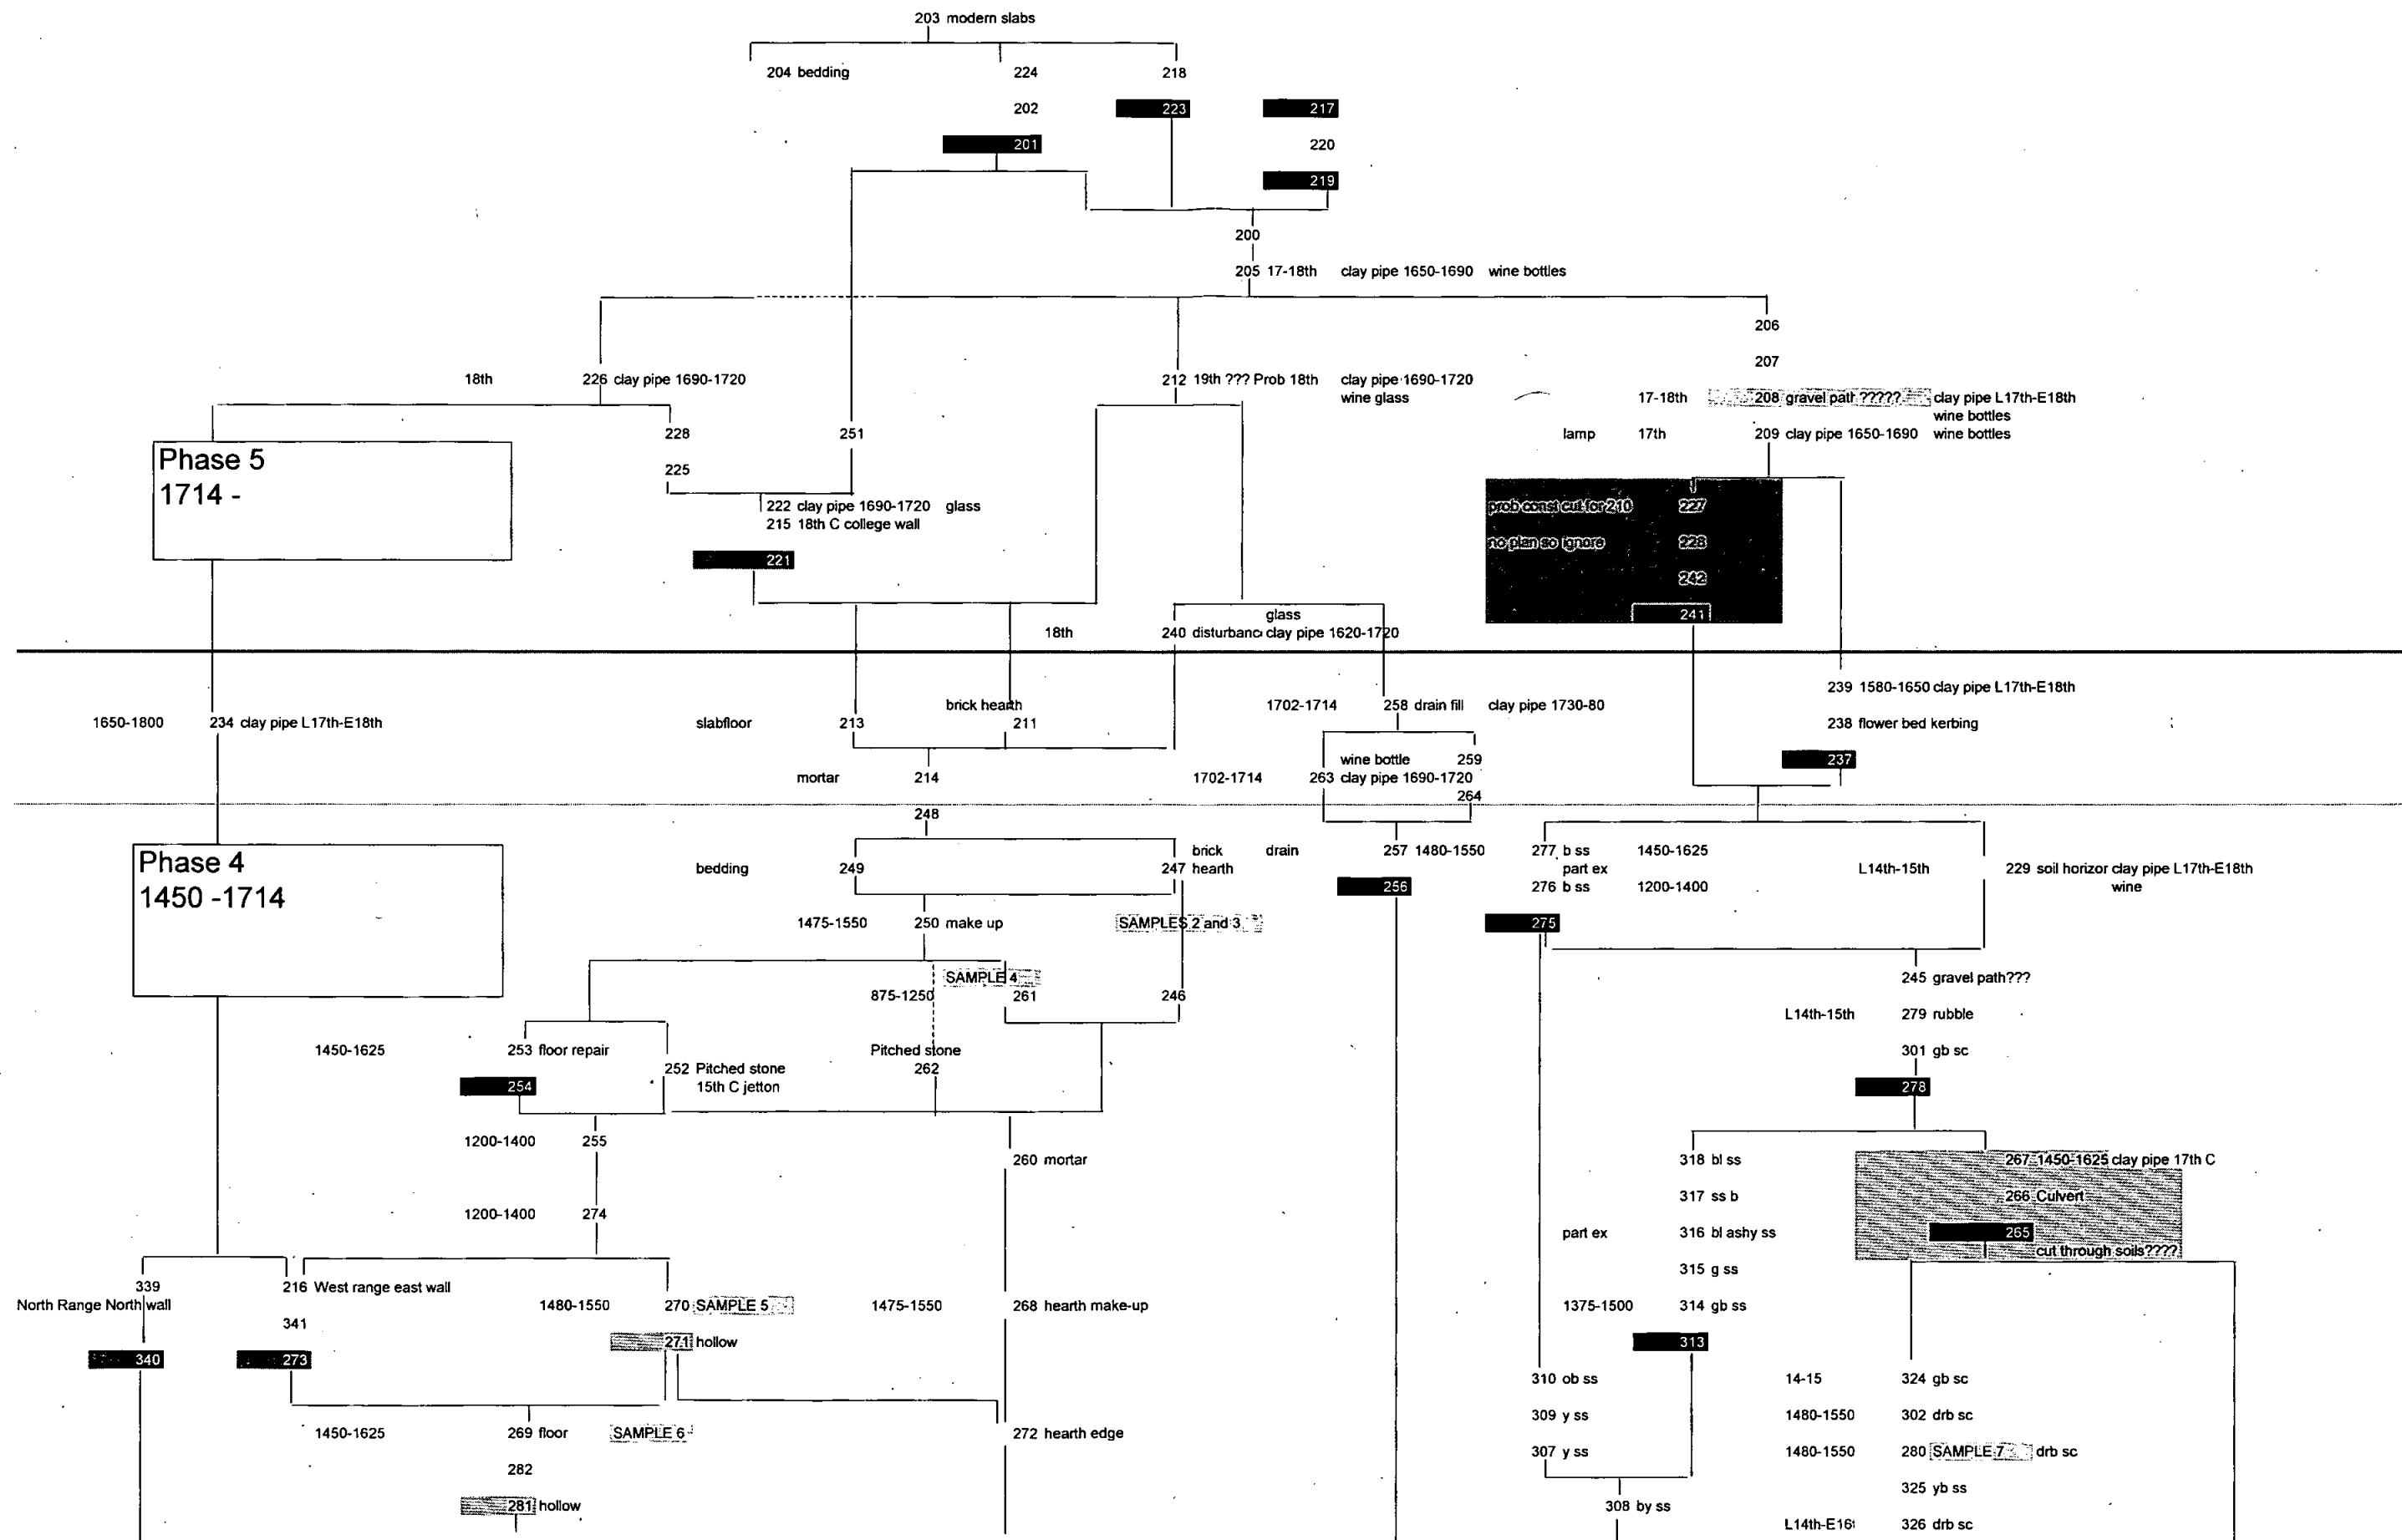 203 modern slabs
204 bedding 224 218
202 223 217
201 220
219
200
205 17-18th clay pipe 1650-1690 wine bottles
206
207
18th 226 clay pipe 1690-1720 212 19th ??? Prob 18th clay pipe 1690-1720
wine glass 17-18th 208 gravel path ????? clay pipe L17th-E18th
wine bottles
228 251 lamp 17th 209 clay pipe 1650-1690 wine bottles
Phase 5
1714 -
225
222 clay pipe 1690-1720 glass prob const cut for 210 227
215 18th C college wall
no plan so ignore 228
221
242
glass 241
18th 240 disturbanc clay pipe 1620-1720
239 1580-1650 clay pipe L17th-E18th
brick hearth 1702-1714 258 drain fill clay pipe 1730-80
1650-1800 234 clay pipe L17th-E18th slabfloor 213 211 238 flower bed kerbing
wine bottle 259 237
mortar 214 1702-1714 263 clay pipe 1690-1720
264
248
Phase 4
1450 -1714
brick drain 257 1480-1550 277 b ss 1450-1625
bedding 249 247 hearth part ex L14th-15th 229 soil horizor clay pipe L17th-E18th
256 276 b ss 1200-1400 wine
1475-1550 250 make up SAMPLES 2 and 3 275
SAMPLE 4 245 gravel path???
875-1250 261 246
L14th-15th 279 rubble
1450-1625 253 floor repair Pitched stone 301 gb sc
252 Pitched stone 262
254 15th C jetton 278
1200-1400 255
260 mortar 318 bl ss 267 1450-1625 clay pipe 17th C
317 ss b 266 Culvert
1200-1400 274
part ex 316 bl ashy ss 265
cut through soils????
339 216 West range east wall 315 g ss
North Range North wall 1480-1550 270 SAMPLE 5 1475-1550 268 hearth make-up 1375-1500 314 gb ss
341
271 hollow 313
340 273
310 ob ss 14-15 324 gb sc
309 y ss 1480-1550 302 drb sc
1450-1625 269 floor SAMPLE 6 272 hearth edge
307 y ss 1480-1550 280 SAMPLE 7 drb sc
282
325 yb ss
281 hollow 308 by ss
L14th-E16t 326 drb sc